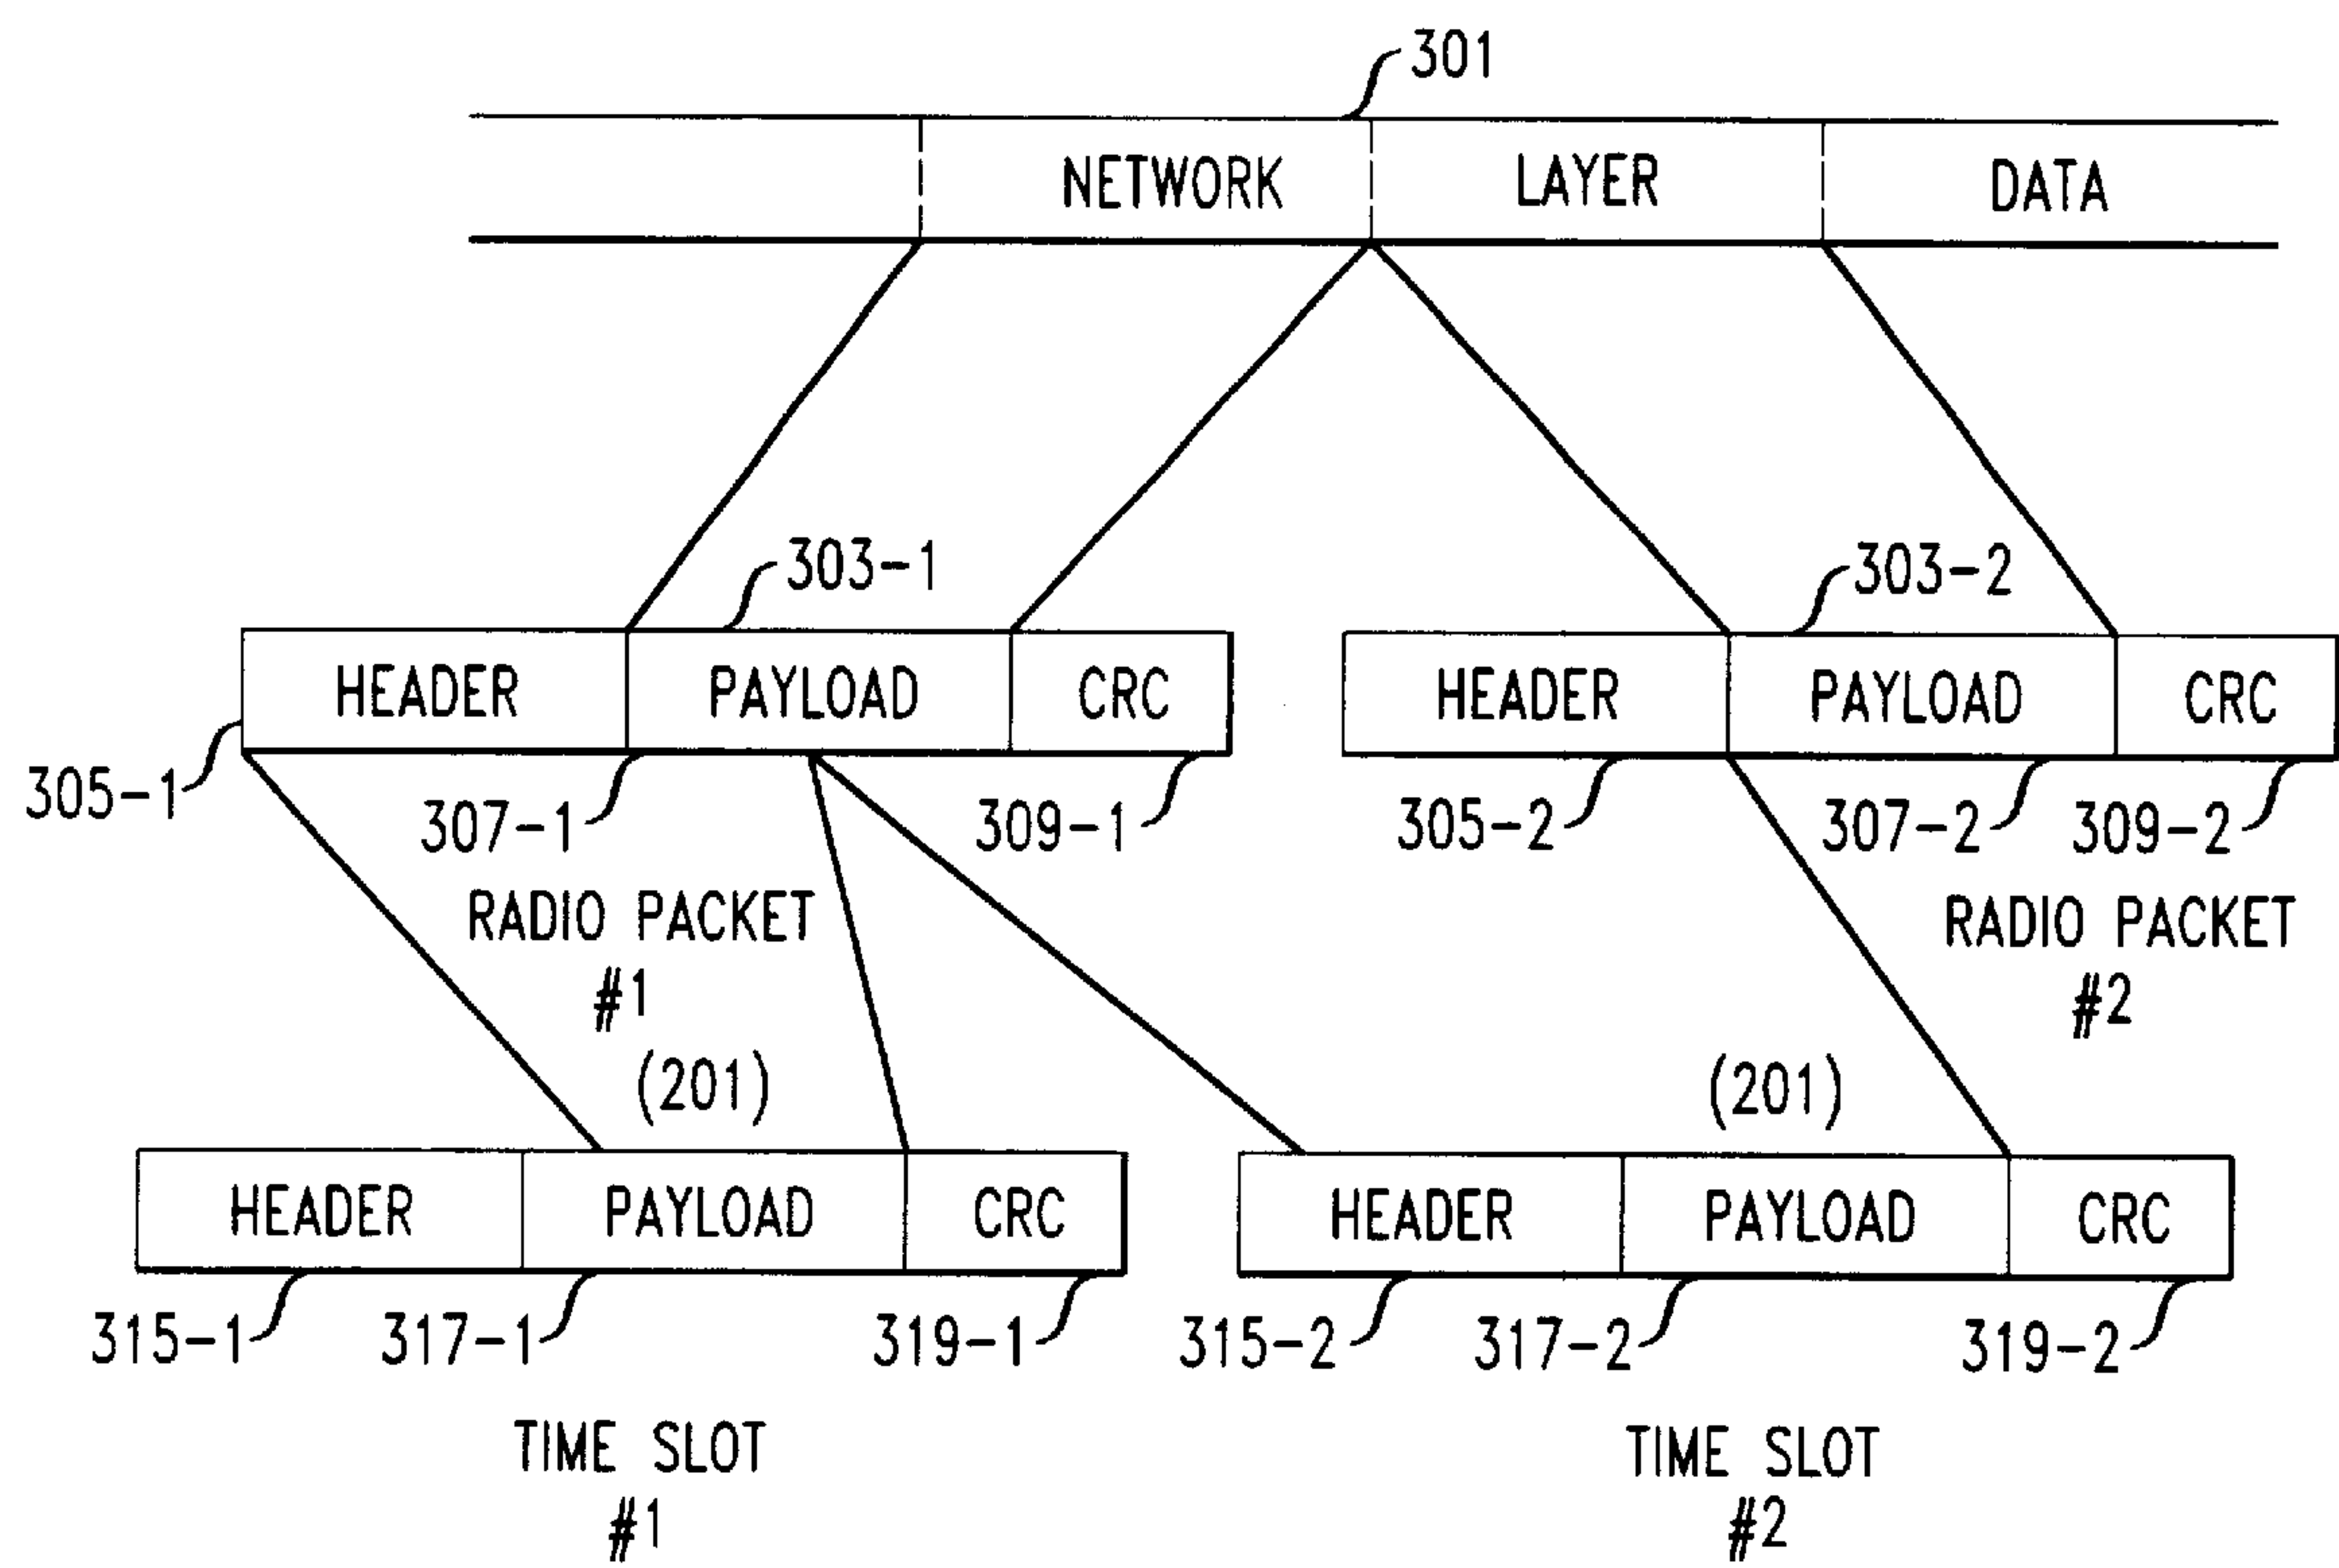 301
NETWORK LAYER DATA
303-1 303-2
HEADER PAYLOAD CRC HEADER PAYLOAD CRC
305-1 307-1 309-1 305-2 307-2 309-2
RADIO PACKET RADIO PACKET
#1 #2
(201) (201)
HEADER PAYLOAD CRC HEADER PAYLOAD CRC
315-1 317-1 319-1 315-2 317-2 319-2
TIME SLOT TIME SLOT
#1 #2